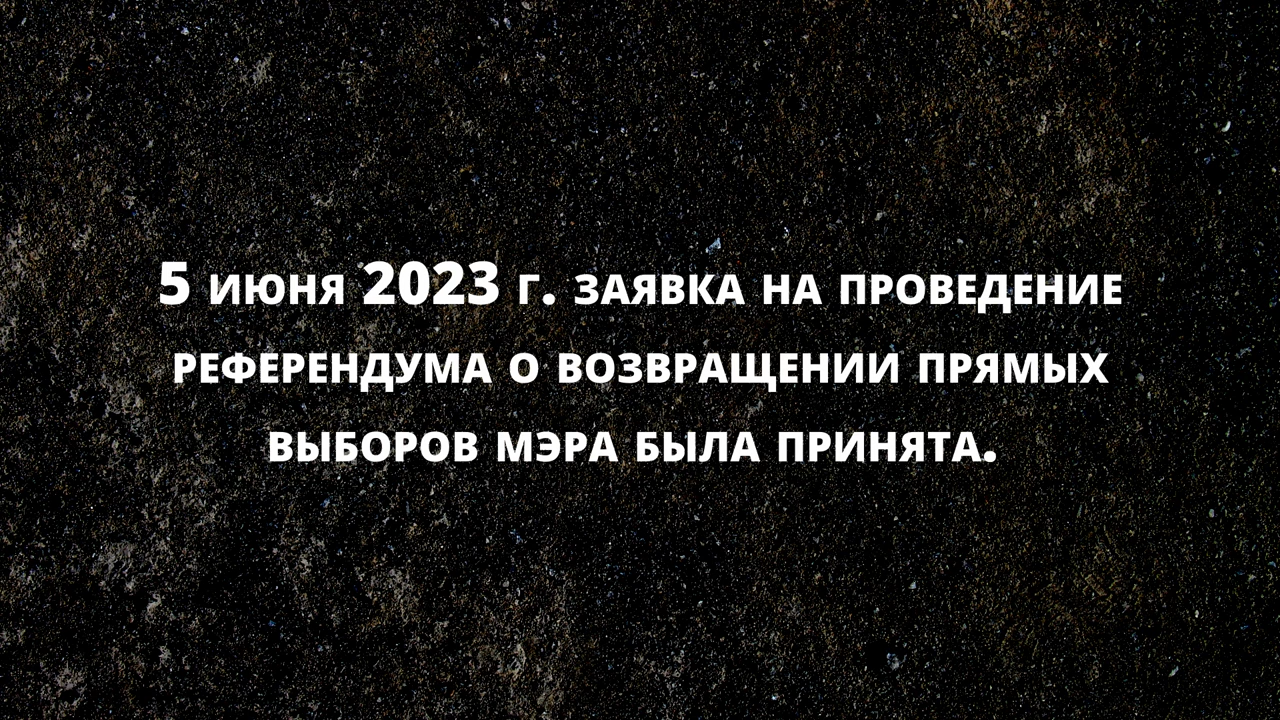 5 июня 2023 г. заявка на проведение
референдума о возвращении прямых
выборов мэра была принята.